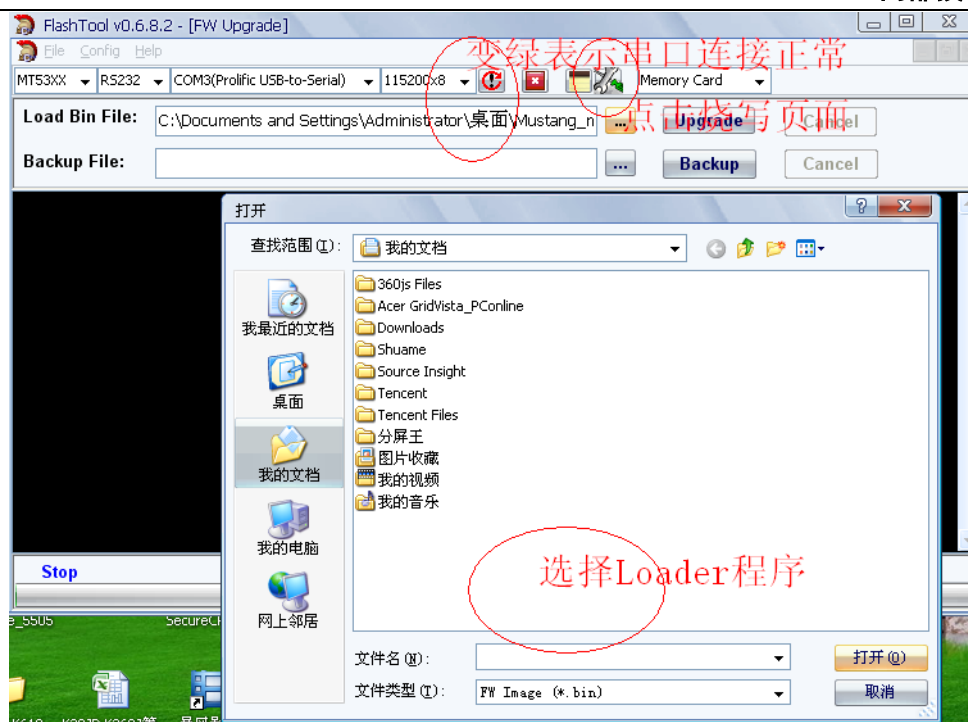 FlashTool v0.6.8.2 - [FW Upgrade]
File Config Help
变绿表示串口连接正常
MT53XX RS232 COM3(Prolific USB-to-Serial) 115200x8 Memory Card
点击烧写页面
Load Bin File: C:\Documents and Settings\Administrator\桌面\Mustang_n ... Upgrade Cancel
Backup File: ... Backup Cancel
打开
查找范围(I): 我的文档
360js Files
Acer GridVista_PConline
Downloads
Shuame
Source Insight
Tencent
Tencent Files
分屏王
图片收藏
我的视频
我的音乐
我最近的文档
桌面
我的文档
我的电脑
网上邻居
选择Loader程序
Stop
文件名(N): 打开(O)
文件类型(T): FW Image (*.bin) 取消
e_5505 SecureC